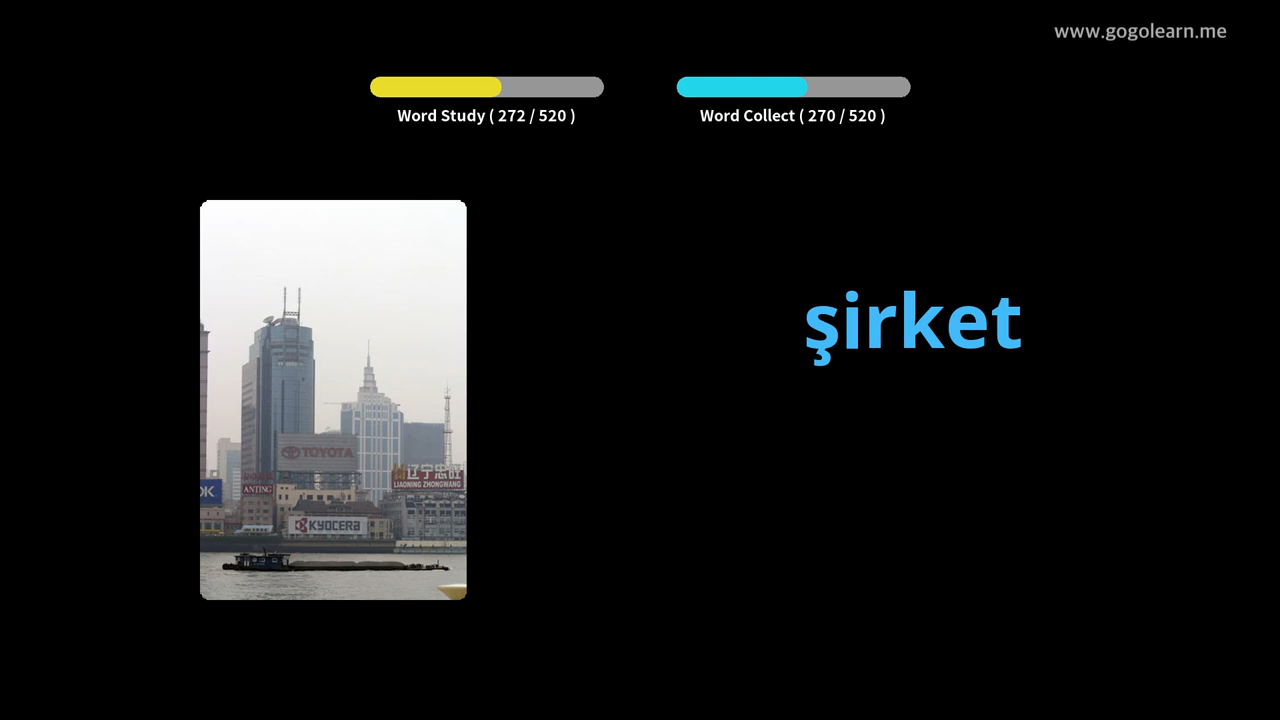 www.gogolearn.me
Word Study ( 272 / 520 )
Word Collect ( 270 / 520 )
şirket
TOYOTA
辽宁忠旺
LIAONING ZHONGWANG
ANTING
OK
KYOCERA